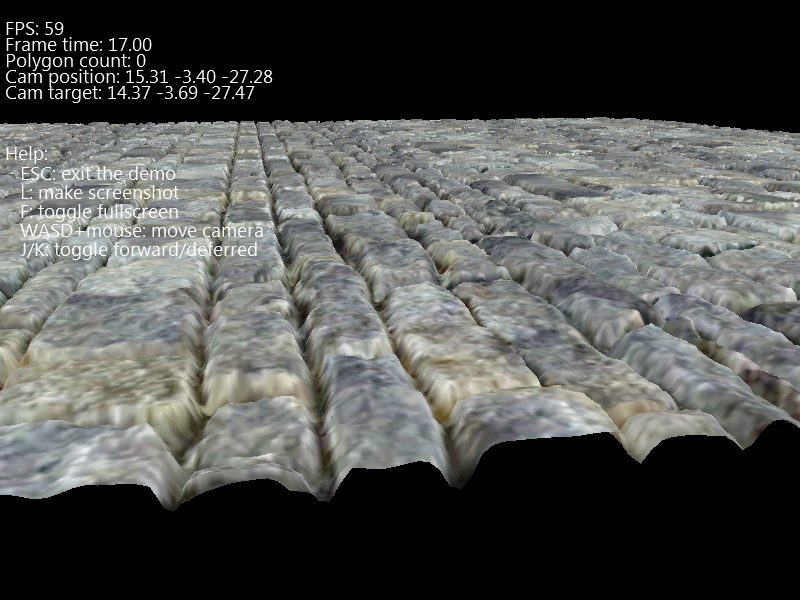 FPS: 59
Frame time: 17.00
Polygon count: 0
Cam position: 15.31 -3.40 -27.28
Cam target: 14.37 -3.69 -27.47
Help:
ESC: exit the demo
L: make screenshot
F: toggle fullscreen
WASD+mouse: move camera
J/K: toggle forward/deferred